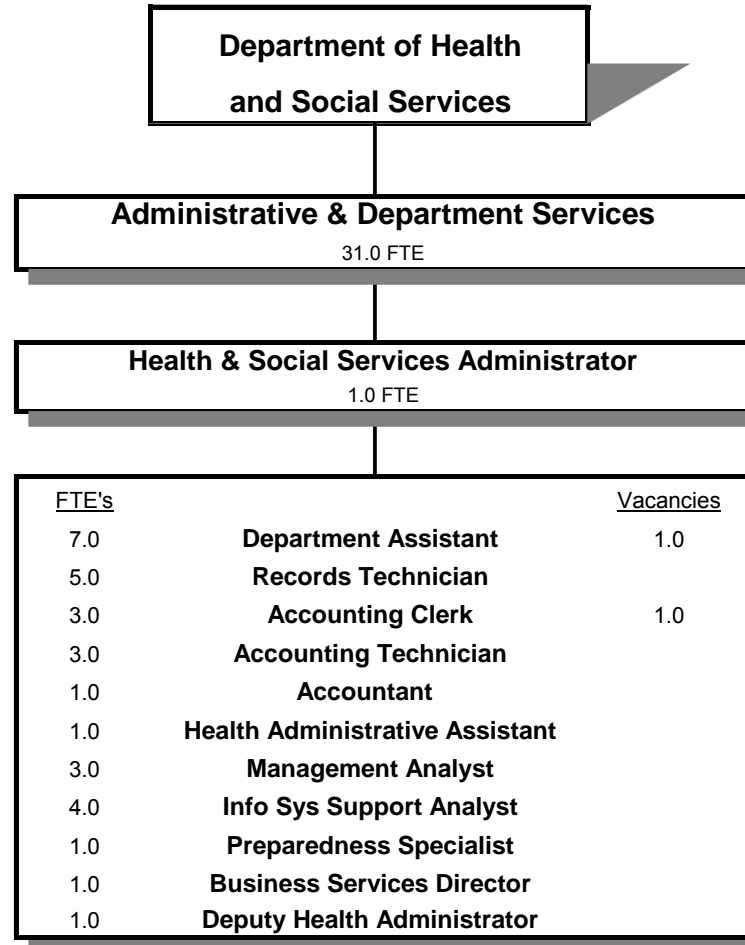 Department of Health
and Social Services
Administrative & Department Services
31.0 FTE
Health & Social Services Administrator
1.0 FTE
FTE's Vacancies
7.0 Department Assistant 1.0
5.0 Records Technician
3.0 Accounting Clerk 1.0
3.0 Accounting Technician
1.0 Accountant
1.0 Health Administrative Assistant
3.0 Management Analyst
4.0 Info Sys Support Analyst
1.0 Preparedness Specialist
1.0 Business Services Director
1.0 Deputy Health Administrator